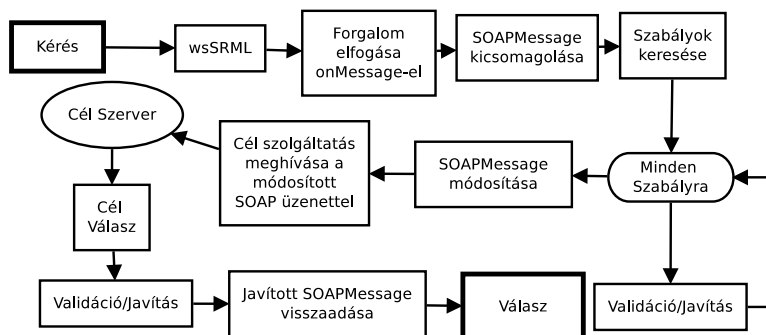 Kérés
wsSRML
Forgalom
elfogása
onMessage-el
SOAPMessage
kicsomagolása
Szabályok
keresése
Minden
Szabályra
Validáció/Javítás
SOAPMessage
módosítása
Cél szolgáltatás
meghívása a
módosított
SOAP üzenettel
Cél Szerver
Cél
Válasz
Validáció/Javítás
Javított SOAPMessage
visszaadása
Válasz